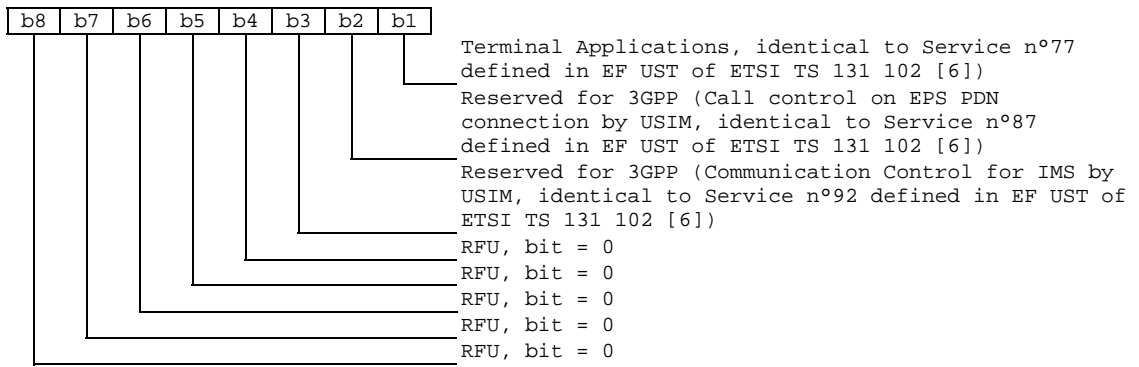 b8 b7 b6 b5 b4 b3 b2 b1
Terminal Applications, identical to Service n°77
defined in EF UST of ETSI TS 131 102 [6])
Reserved for 3GPP (Call control on EPS PDN
connection by USIM, identical to Service n°87
defined in EF UST of ETSI TS 131 102 [6])
Reserved for 3GPP (Communication Control for IMS by
USIM, identical to Service n°92 defined in EF UST of
ETSI TS 131 102 [6])
RFU, bit = 0
RFU, bit = 0
RFU, bit = 0
RFU, bit = 0
RFU, bit = 0